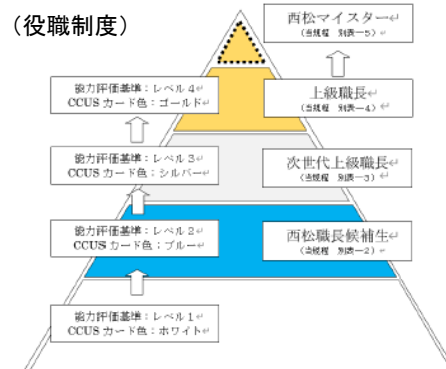 （役職制度）
西松マイスター↵
（当規程　別表―5）↵
能力評価基準：レベル4↵
CCUSカード色：ゴールド↵
上級職長↵
（当規程　別表―4）↵
能力評価基準：レベル3↵
CCUSカード色：シルバー↵
次世代上級職長↵
（当規程　別表―3）↵
能力評価基準：レベル2↵
CCUSカード色：ブルー↵
西松職長候補生↵
（当規程　別表―2）↵
能力評価基準：レベル1↵
CCUSカード色：ホワイト↵